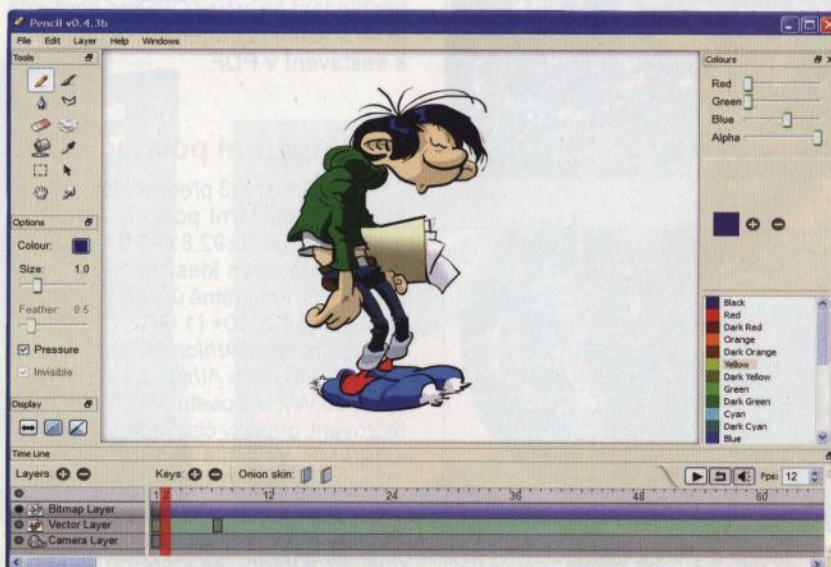 Pencil v0.4.3b
File Edit Layer Help Windows
Tools
Colours
Red
Green
Blue
Alpha
Options
Colour:
Size: 1.0
Feather: 0.5
Pressure
Invisible
Display
Black
Red
Dark Red
Orange
Dark Orange
Yellow
Dark Yellow
Green
Dark Green
Cyan
Dark Cyan
Blue
Time Line
Layers: Keys: Onion skin: Fps: 12
1 2 12 24 36 48 60
Bitmap Layer
Vector Layer
Camera Layer
k sestavení v PDF.